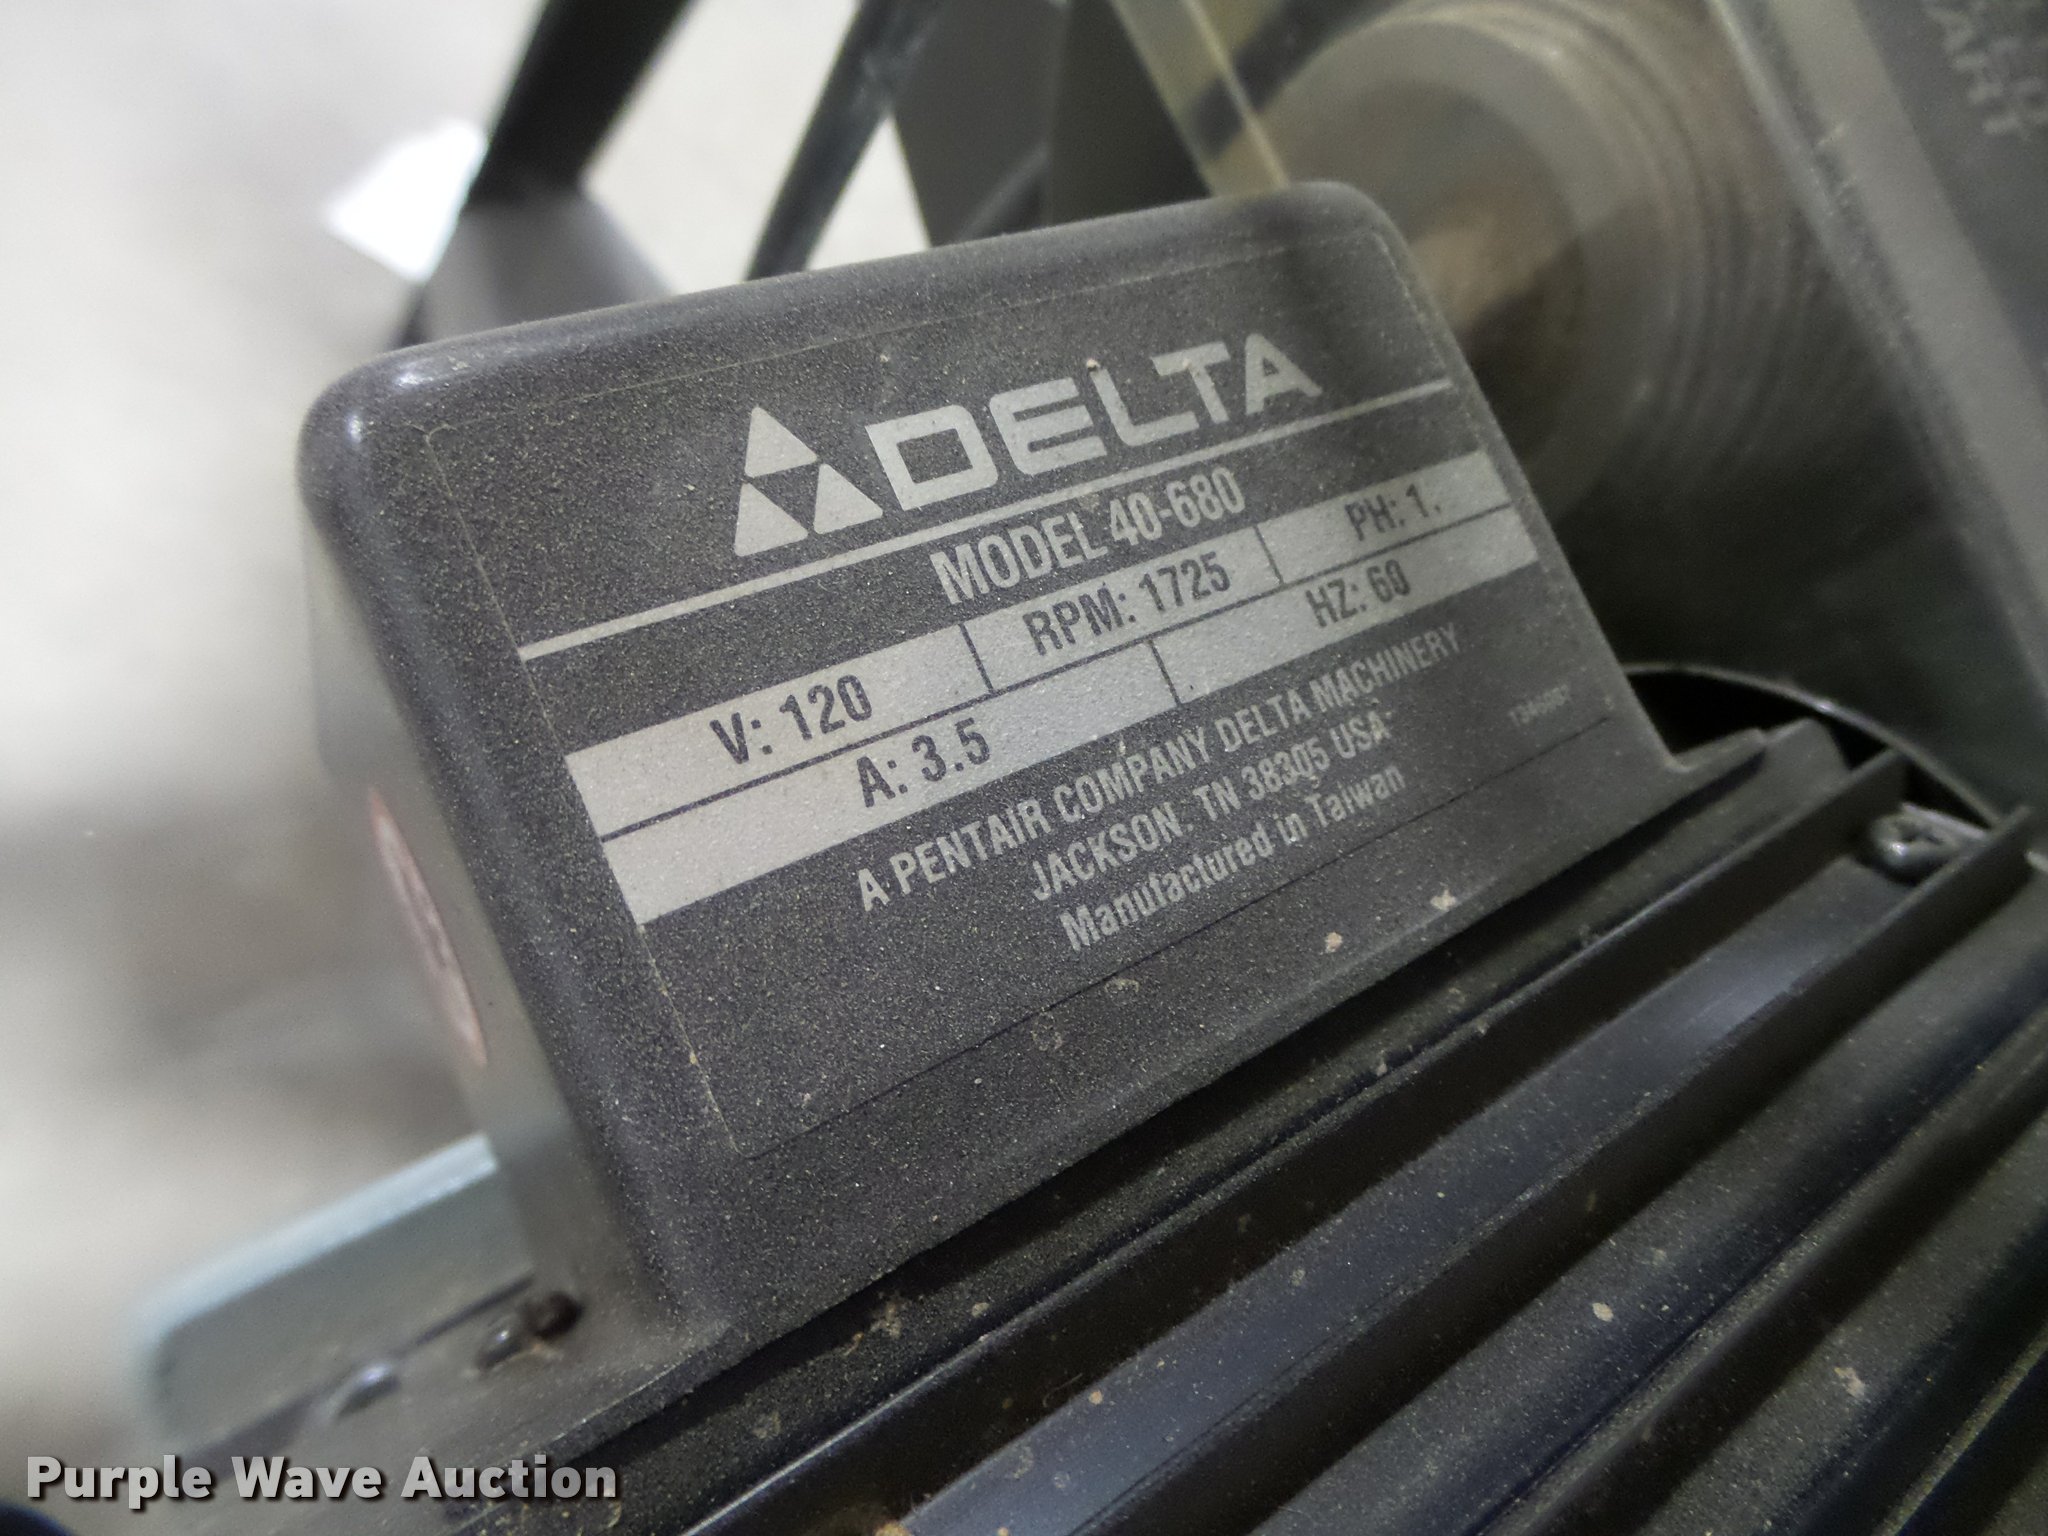 DELTA
MODEL 40-680
V: 120 RPM: 1725 PH: 1.
A: 3.5 HZ: 60
A PENTAIR COMPANY DELTA MACHINERY
JACKSON. TN 38305 USA
Manufactured in Taiwan
Purple Wave Auction